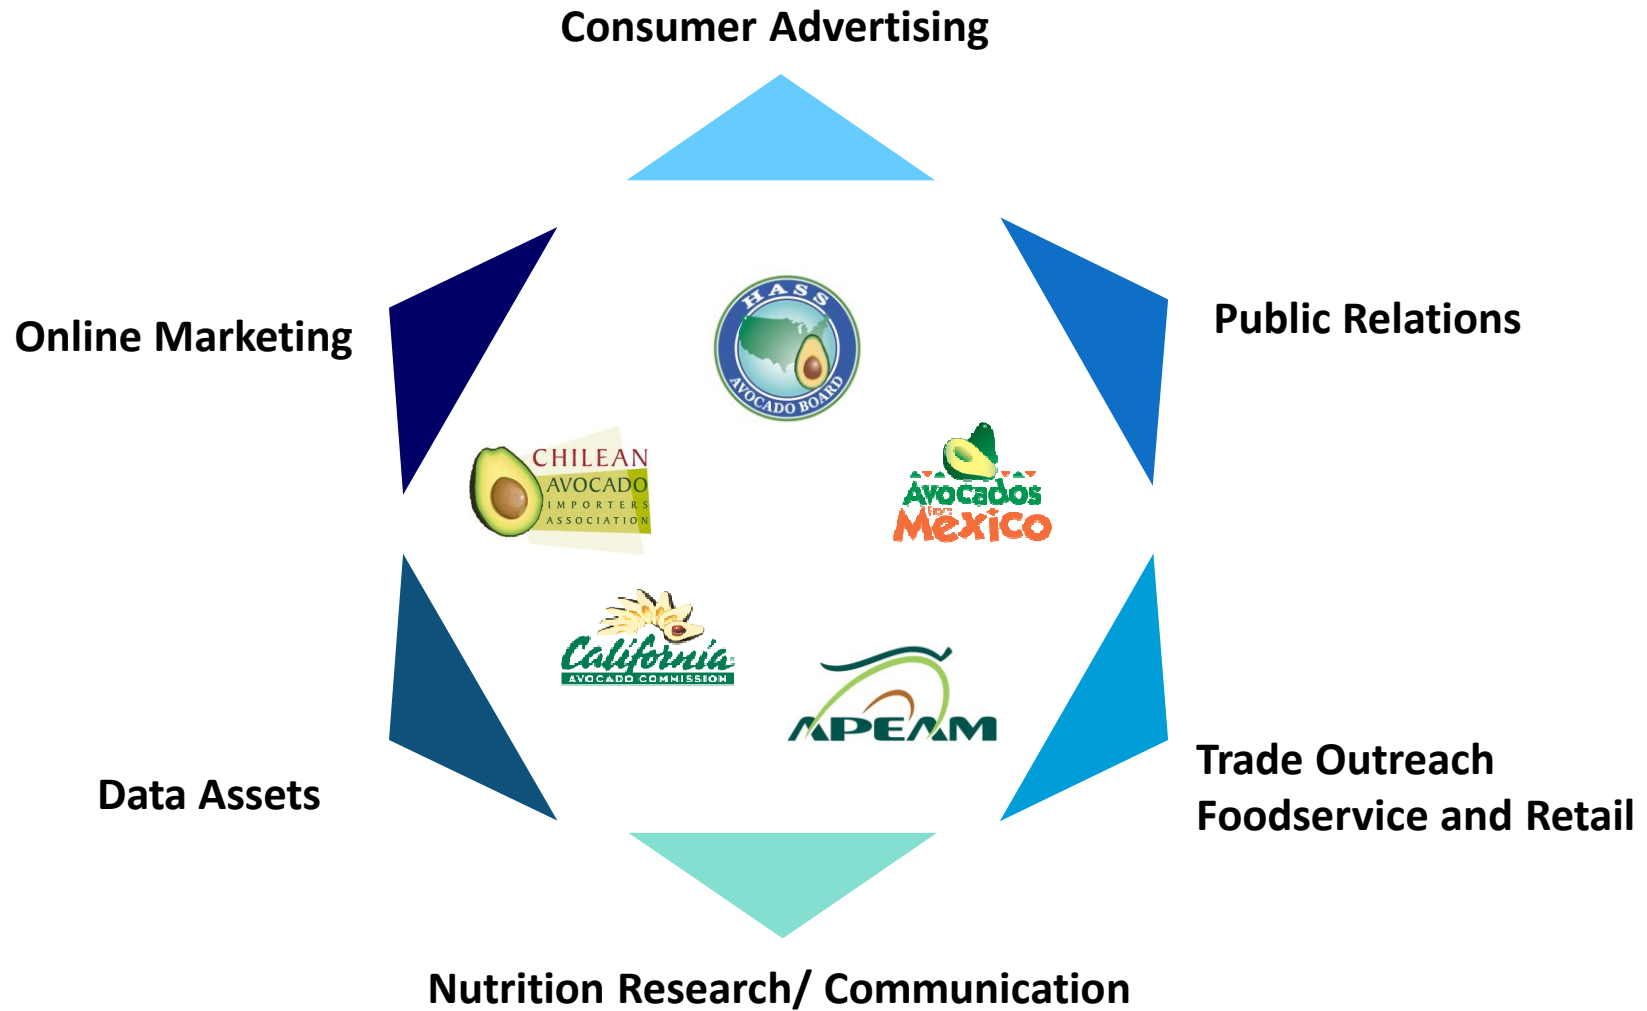 Consumer Advertising
Online Marketing
Public Relations
HASS
AVOCADO BOARD
CHILEAN
AVOCADO
IMPORTERS
ASSOCIATION
Avocados
from
Mexico
California
AVOCADO COMMISSION
APEAM
Data Assets
Trade Outreach
Foodservice and Retail
Nutrition Research/ Communication